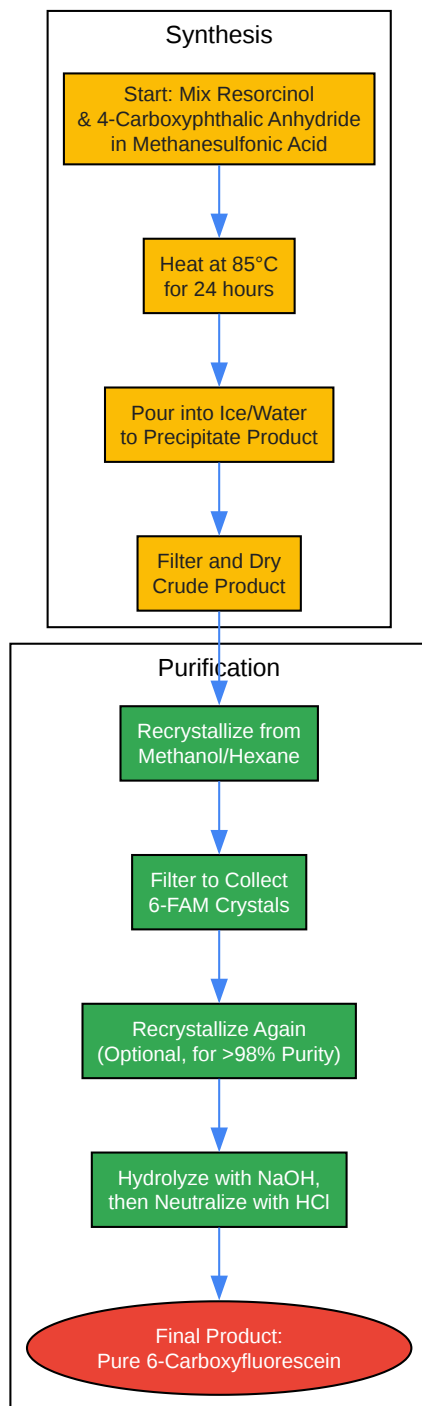 Synthesis
Start: Mix Resorcinol
& 4-Carboxyphthalic Anhydride
in Methanesulfonic Acid
Heat at 85°C
for 24 hours
Pour into Ice/Water
to Precipitate Product
Filter and Dry
Crude Product
Purification
Recrystallize from
Methanol/Hexane
Filter to Collect
6-FAM Crystals
Recrystallize Again
(Optional, for >98% Purity)
Hydrolyze with NaOH,
then Neutralize with HCl
Final Product:
Pure 6-Carboxyfluorescein